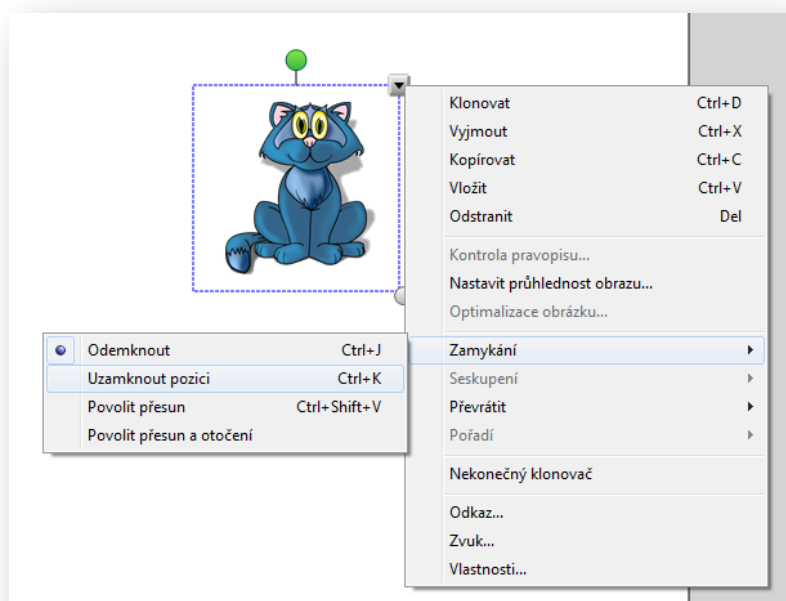 Klonovat Ctrl+D
Vyjmout Ctrl+X
Kopírovat Ctrl+C
Vložit Ctrl+V
Odstranit Del
Kontrola pravopisu...
Nastavit průhlednost obrazu...
Optimalizace obrázku...
Zamykání
Seskupení
Převrátit
Pořadí
Nekonečný klonovač
Odkaz...
Zvuk...
Vlastnosti...
Odemknout Ctrl+J
Uzamknout pozici Ctrl+K
Povolit přesun Ctrl+Shift+V
Povolit přesun a otočení